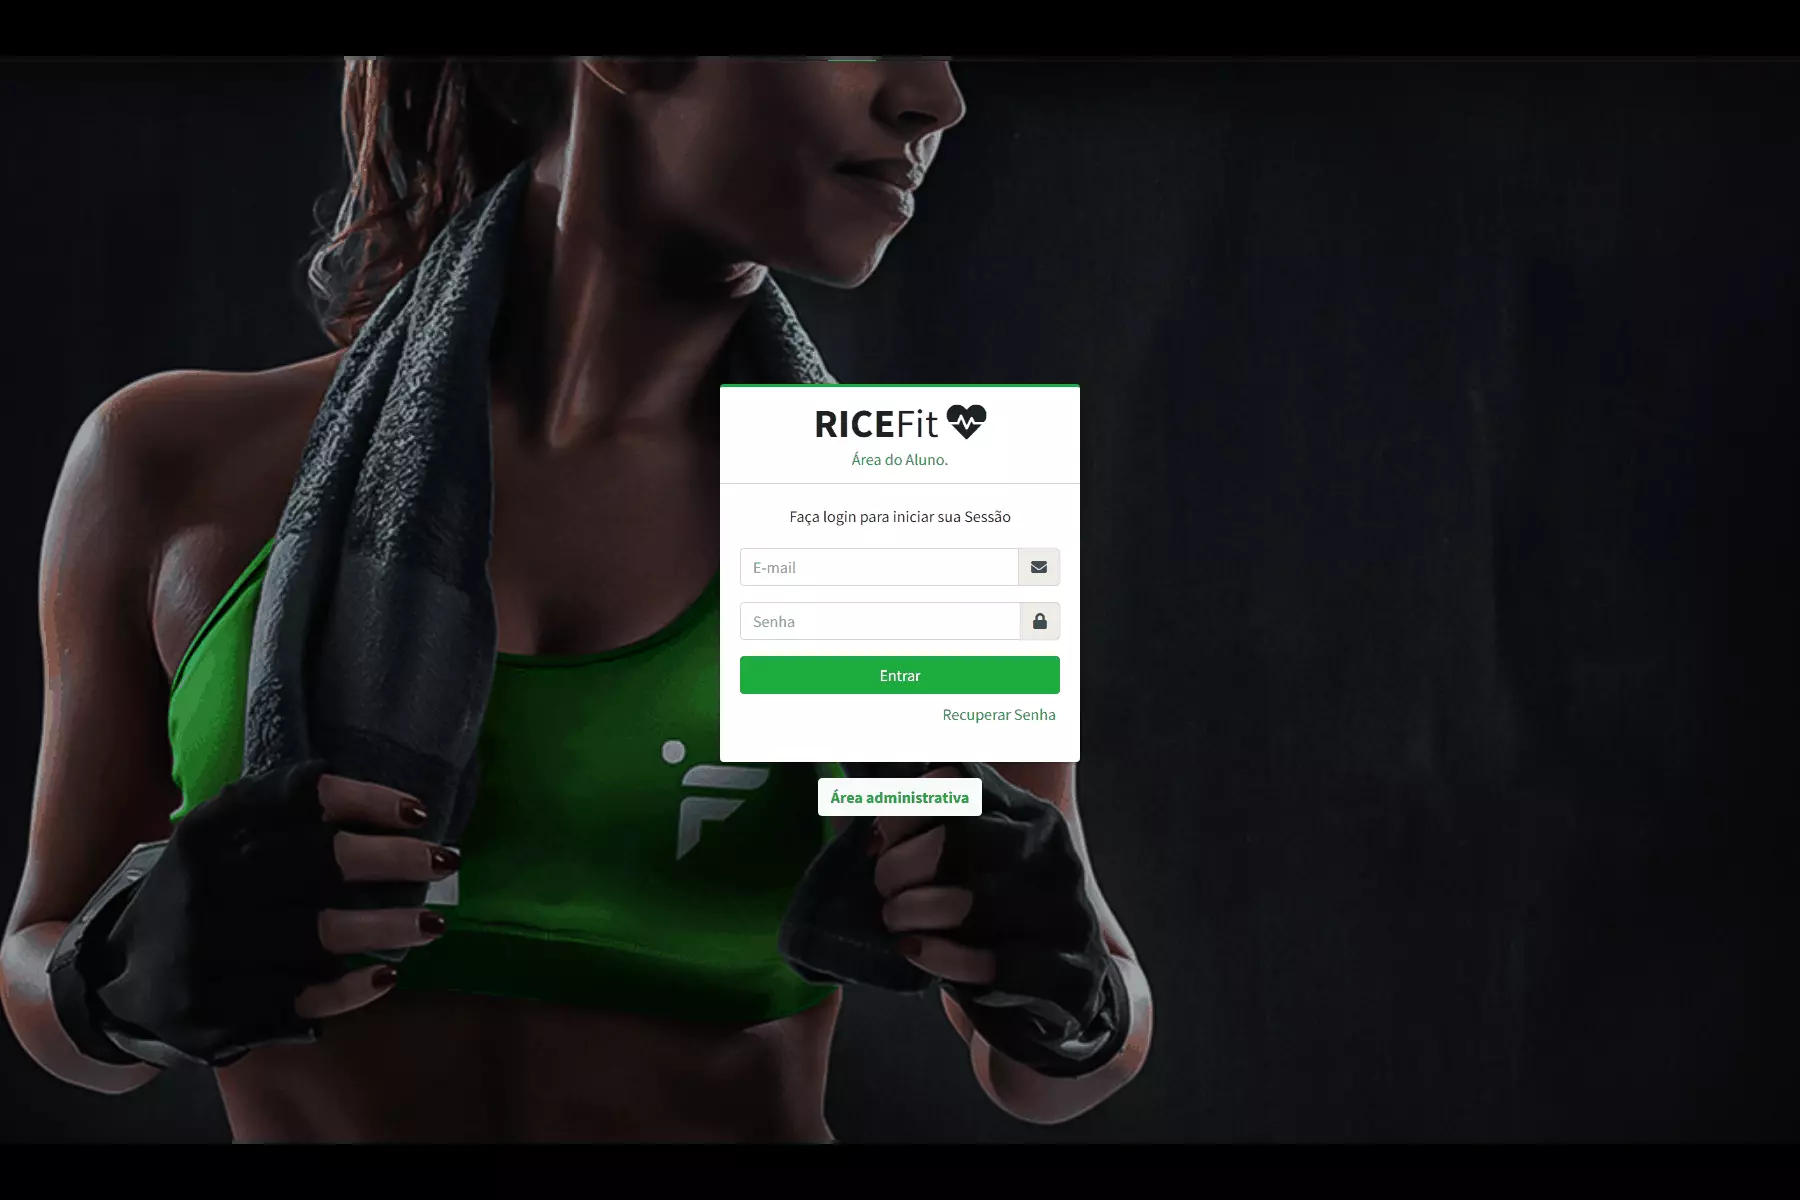 RICEFit
Área do Aluno.
Faça login para iniciar sua Sessão
E-mail
Senha
Entrar
Recuperar Senha
Área administrativa